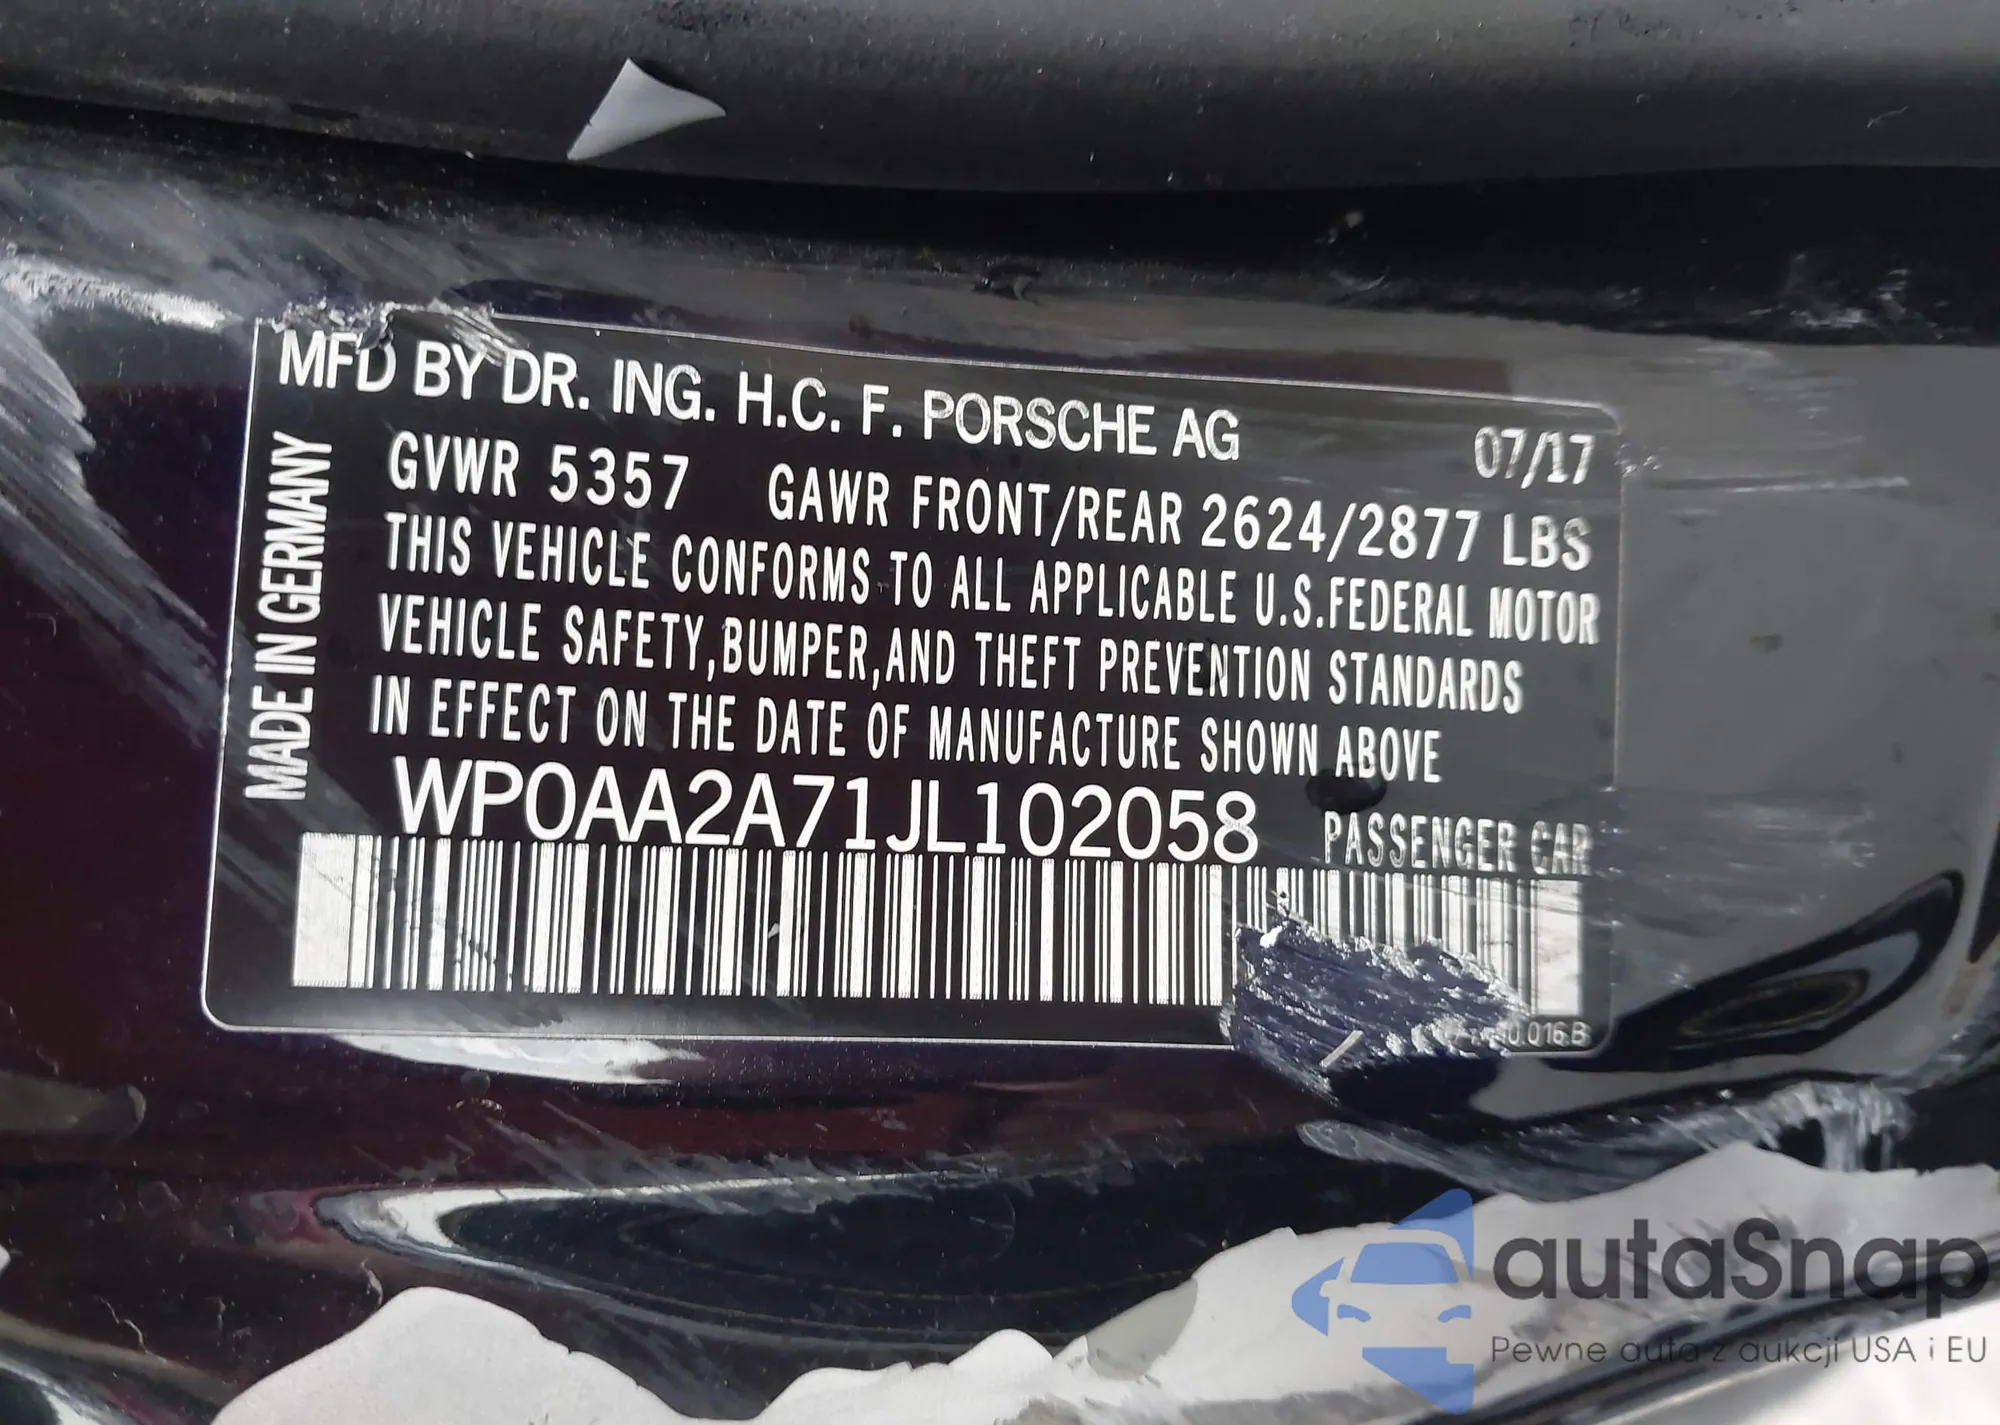 MFD BY DR. ING. H.C. F. PORSCHE AG 07/17
GVWR 5357 GAWR FRONT/REAR 2624/2877 LBS
THIS VEHICLE CONFORMS TO ALL APPLICABLE U.S.FEDERAL MOTOR
VEHICLE SAFETY,BUMPER,AND THEFT PREVENTION STANDARDS
IN EFFECT ON THE DATE OF MANUFACTURE SHOWN ABOVE
WP0AA2A71JL102058 PASSENGER CAR
MADE IN GERMANY
autaSnap
Pewne auta z aukcji USA i EU